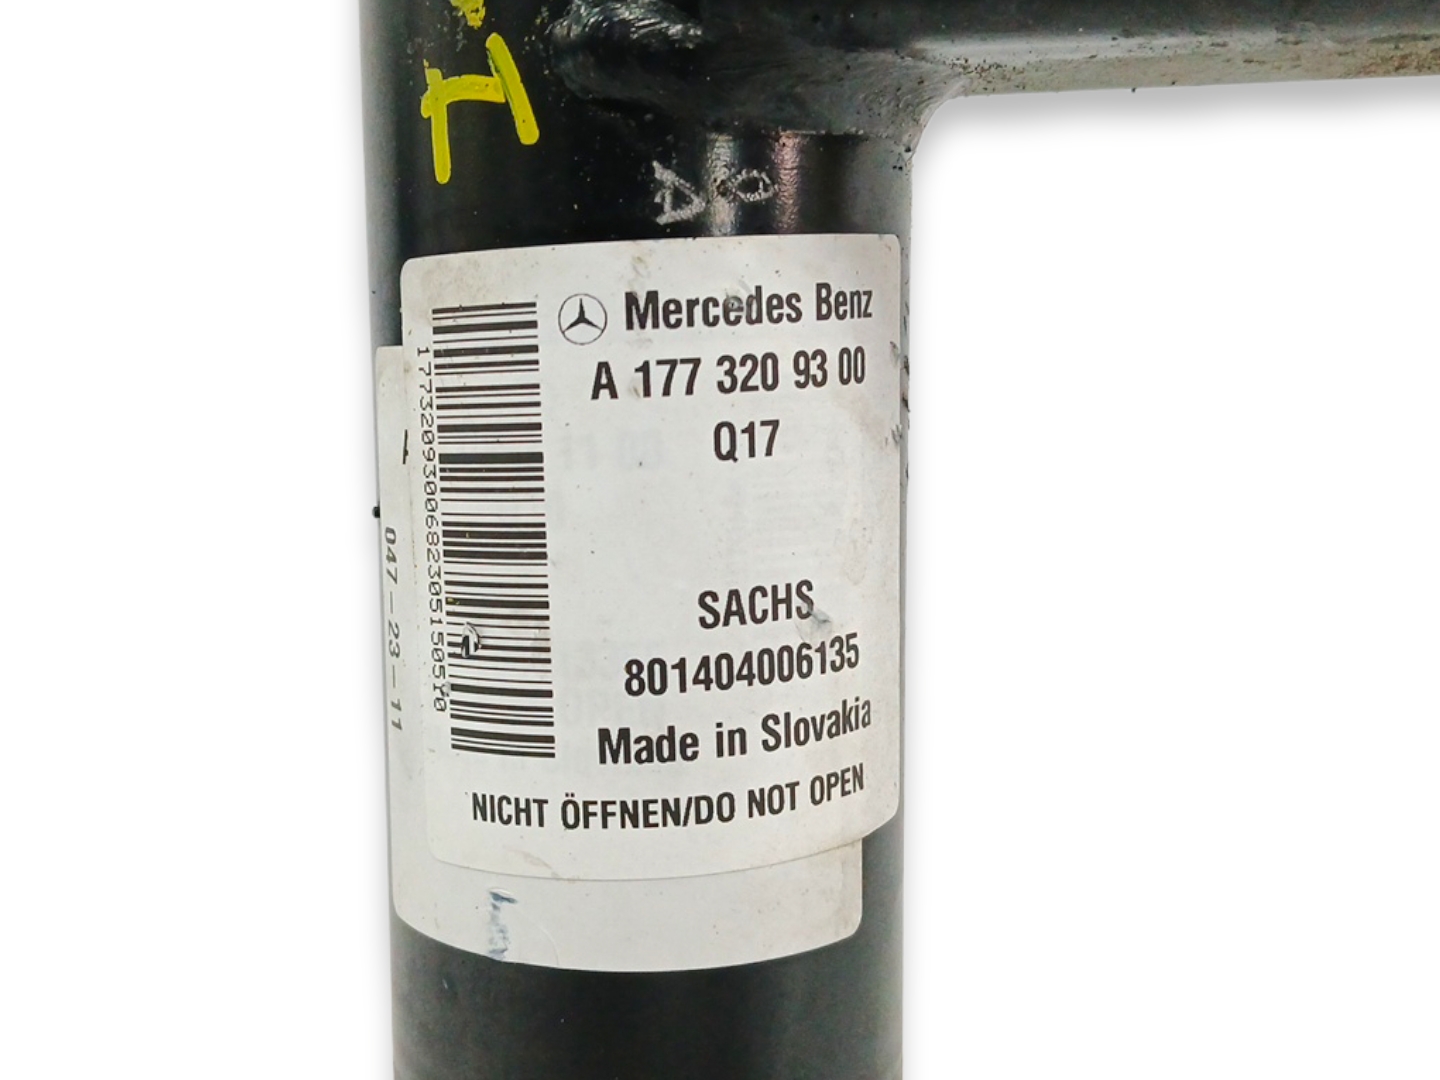 H
Mercedes Benz
A 177 320 93 00
Q17
SACHS
801404006135
Made in Slovakia
NICHT ÖFFNEN/DO NOT OPEN
17732093006823051505Y0
047-23-11